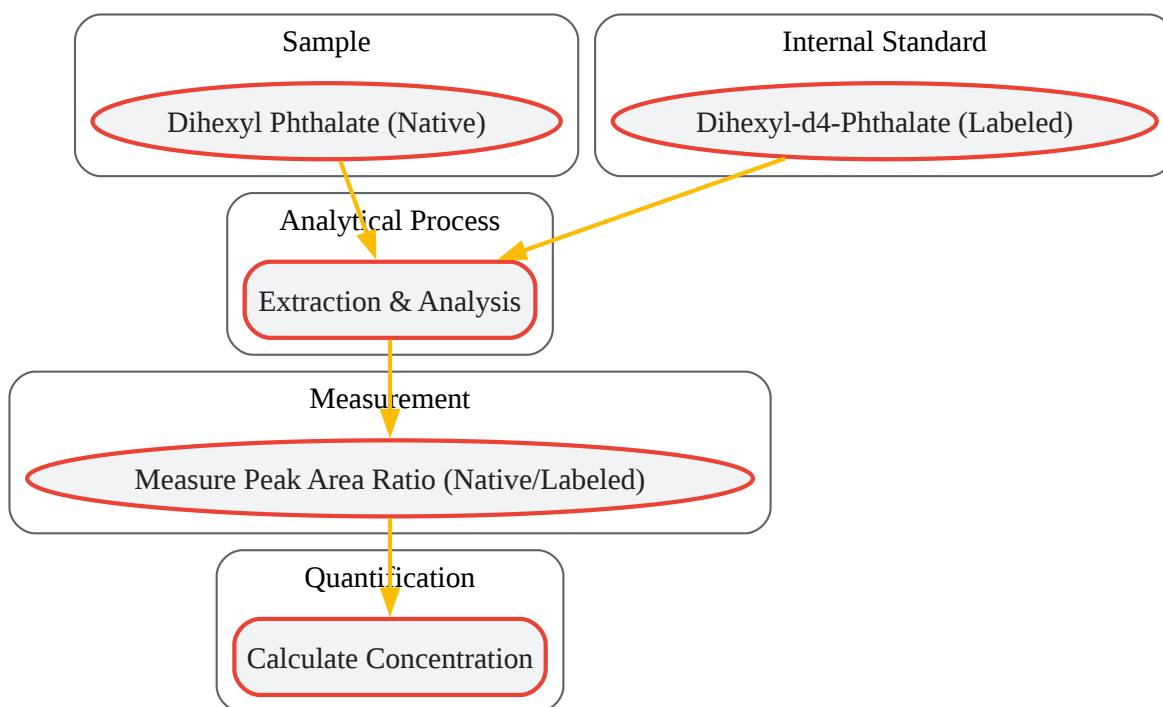 Sample
Internal Standard
Dihexyl Phthalate (Native)
Dihexyl-d4-Phthalate (Labeled)
Analytical Process
Extraction & Analysis
Measurement
Measure Peak Area Ratio (Native/Labeled)
Quantification
Calculate Concentration